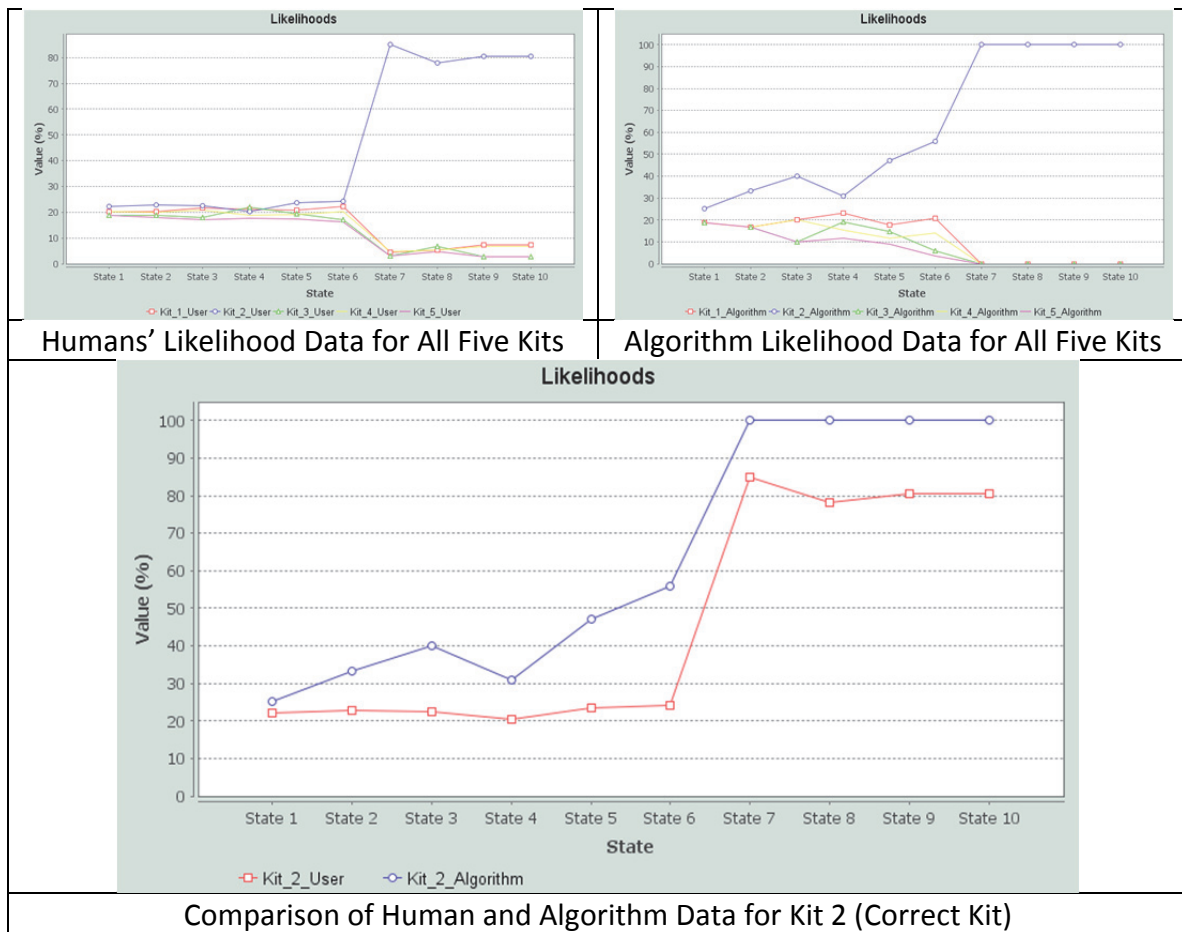 Likelihoods
80
70
60
50
40
30
20
10
0
Value (%)
State 1 State 2 State 3 State 4 State 5 State 6 State 7 State 8 State 9 State 10
State
Kit_1_User Kit_2_User Kit_3_User Kit_4_User Kit_5_User
Humans' Likelihood Data for All Five Kits
Likelihoods
100
90
80
70
60
50
40
30
20
10
0
Value (%)
State 1 State 2 State 3 State 4 State 5 State 6 State 7 State 8 State 9 State 10
State
Kit_1_Algorithm Kit_2_Algorithm Kit_3_Algorithm Kit_4_Algorithm Kit_5_Algorithm
Algorithm Likelihood Data for All Five Kits
Likelihoods
100
90
80
70
60
50
40
30
20
10
0
Value (%)
State 1 State 2 State 3 State 4 State 5 State 6 State 7 State 8 State 9 State 10
State
Kit_2_User Kit_2_Algorithm
Comparison of Human and Algorithm Data for Kit 2 (Correct Kit)